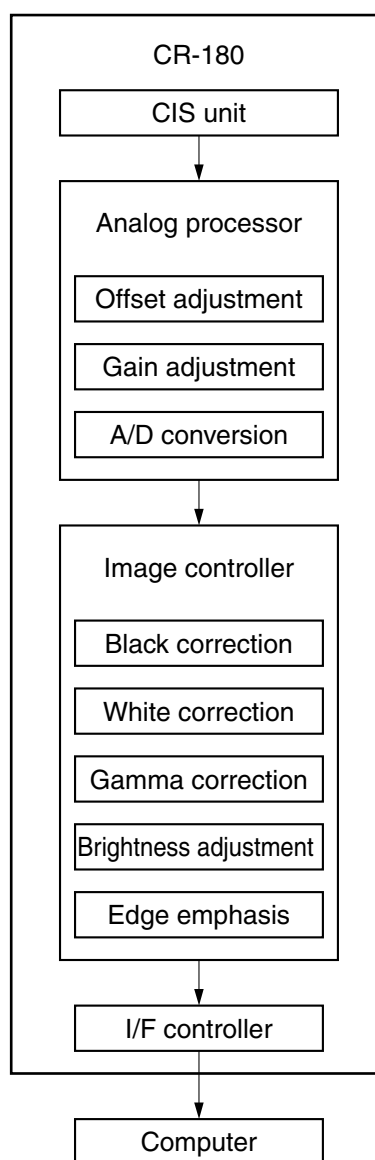 CR-180
CIS unit
Analog processor
Offset adjustment
Gain adjustment
A/D conversion
Image controller
Black correction
White correction
Gamma correction
Brightness adjustment
Edge emphasis
I/F controller
Computer